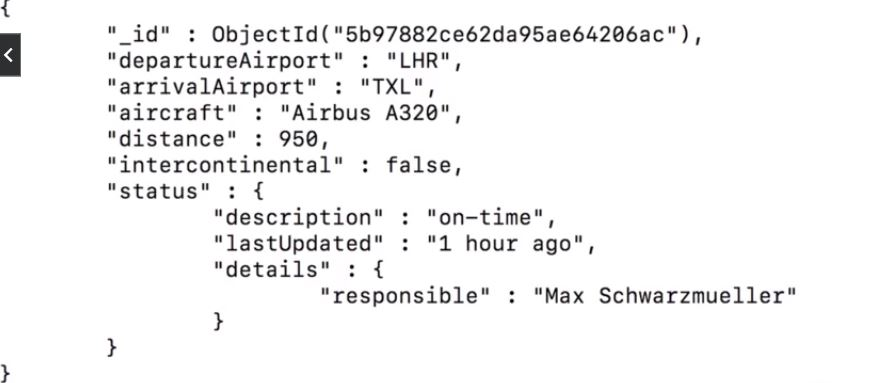 {
"_id" : ObjectId("5b97882ce62da95ae64206ac"),
"departureAirport" : "LHR",
"arrivalAirport" : "TXL",
"aircraft" : "Airbus A320",
"distance" : 950,
"intercontinental" : false,
"status" : {
"description" : "on-time",
"lastUpdated" : "1 hour ago",
"details" : {
"responsible" : "Max Schwarzmueller"
}
}
}